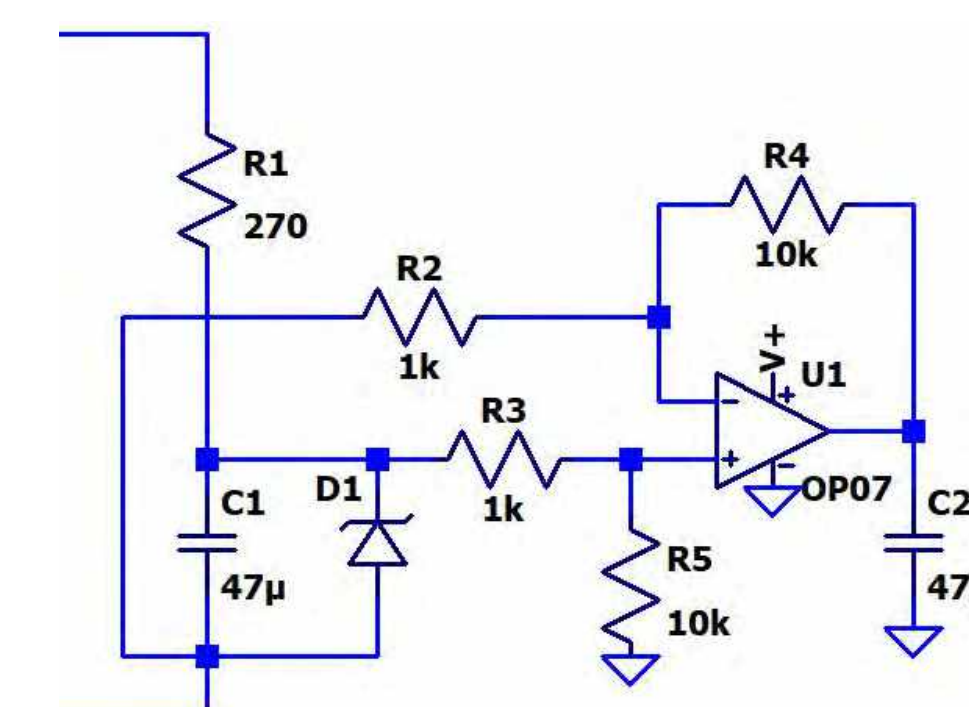 R1
270
R4
10k
R2
1k
V+
U1
+
−
R3
1k
+
−
OP07
C1
47µ
D1
R5
10k
C2
47